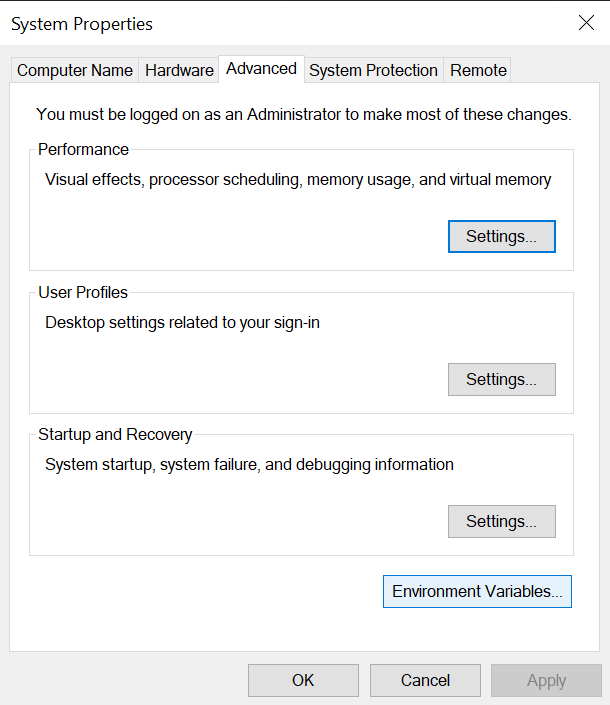 System Properties
Computer Name Hardware Advanced System Protection Remote
You must be logged on as an Administrator to make most of these changes.
Performance
Visual effects, processor scheduling, memory usage, and virtual memory
Settings...
User Profiles
Desktop settings related to your sign-in
Settings...
Startup and Recovery
System startup, system failure, and debugging information
Settings...
Environment Variables...
OK Cancel Apply